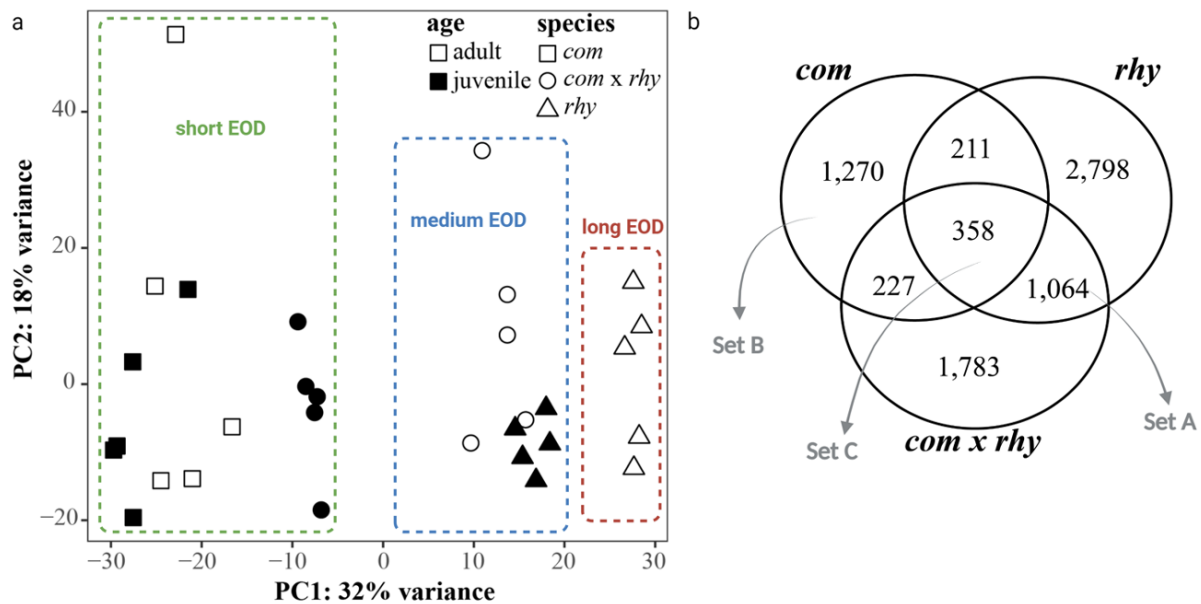 a
age
adult
juvenile
species
com
com x rhy
rhy
short EOD
medium EOD
long EOD
40
20
0
−20
PC2: 18% variance
−30
−20
−10
0
10
20
30
PC1: 32% variance
b
com
rhy
211
1,270
2,798
358
227
1,064
1,783
Set B
Set C
Set A
com x rhy